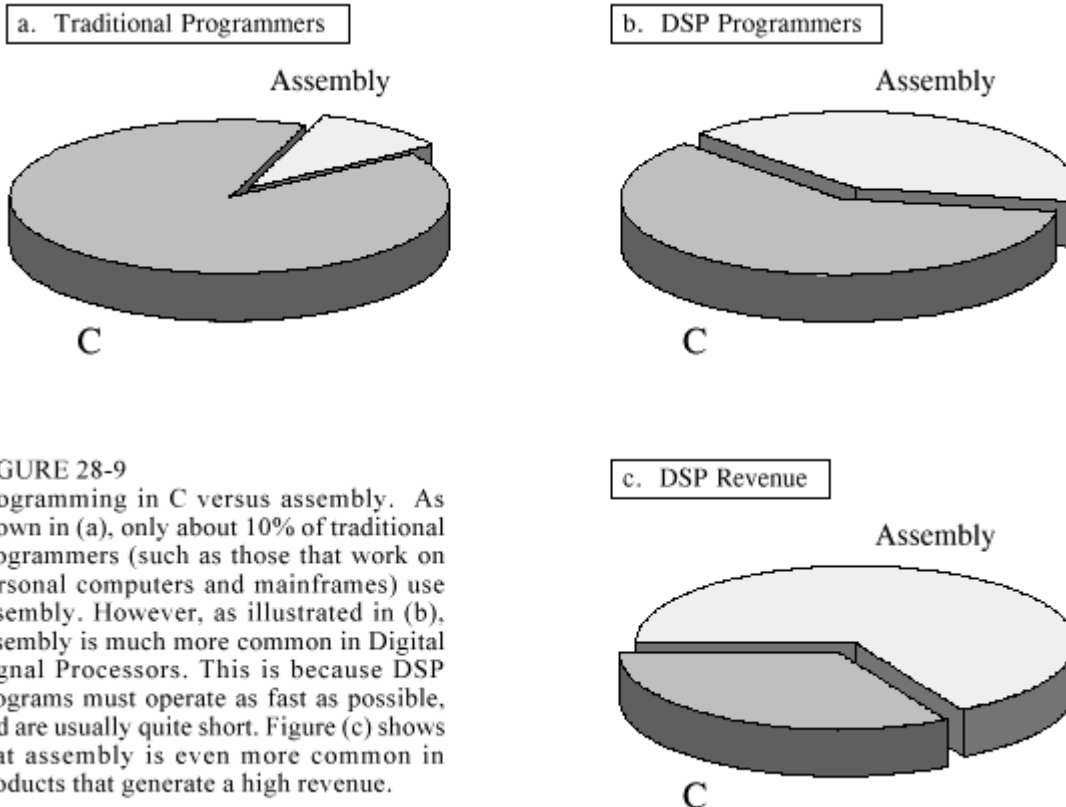 a. Traditional Programmers
Assembly
C
b. DSP Programmers
Assembly
C
GURE 28-9
ogramming in C versus assembly. As
own in (a), only about 10% of traditional
ogrammers (such as those that work on
rsonal computers and mainframes) use
sembly. However, as illustrated in (b),
sembly is much more common in Digital
gnal Processors. This is because DSP
ograms must operate as fast as possible,
d are usually quite short. Figure (c) shows
at assembly is even more common in
oducts that generate a high revenue.
c. DSP Revenue
Assembly
C